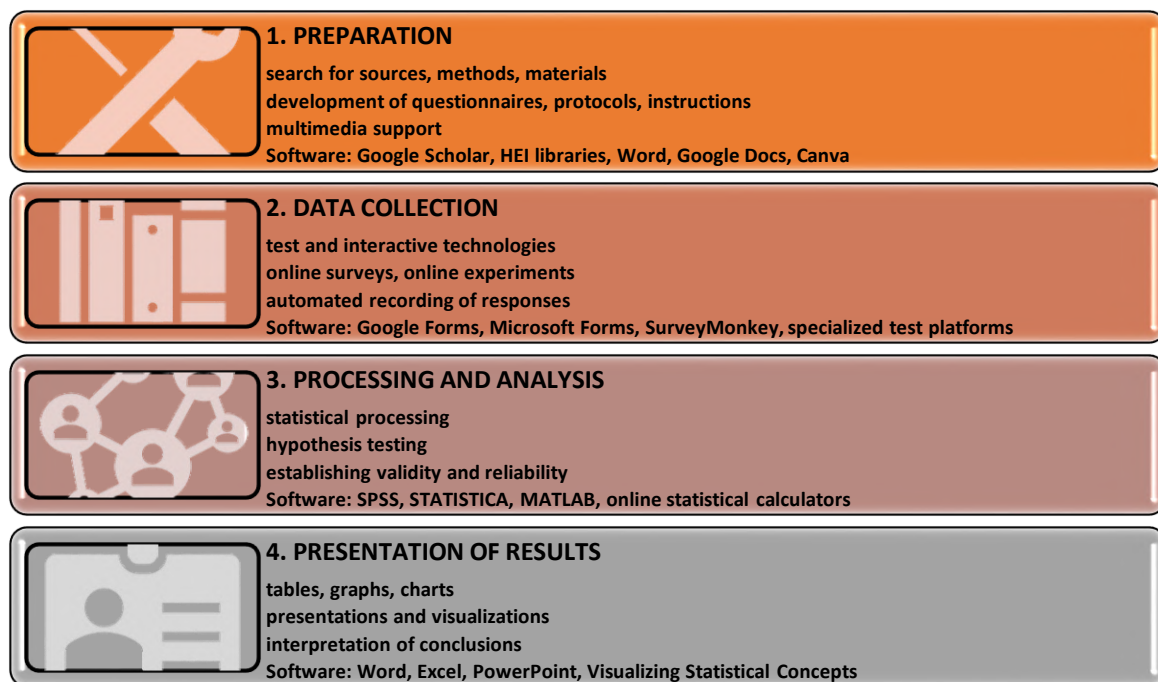 1. PREPARATION
search for sources, methods, materials
development of questionnaires, protocols, instructions
multimedia support
Software: Google Scholar, HEI libraries, Word, Google Docs, Canva
2. DATA COLLECTION
test and interactive technologies
online surveys, online experiments
automated recording of responses
Software: Google Forms, Microsoft Forms, SurveyMonkey, specialized test platforms
3. PROCESSING AND ANALYSIS
statistical processing
hypothesis testing
establishing validity and reliability
Software: SPSS, STATISTICA, MATLAB, online statistical calculators
4. PRESENTATION OF RESULTS
tables, graphs, charts
presentations and visualizations
interpretation of conclusions
Software: Word, Excel, PowerPoint, Visualizing Statistical Concepts